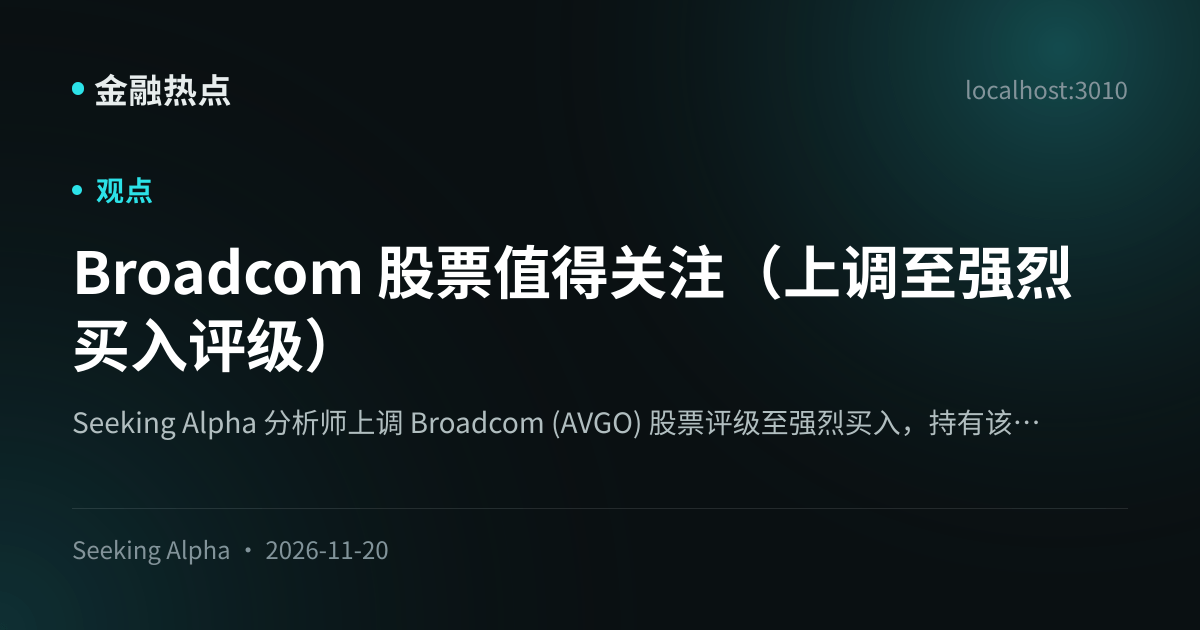 金融热点
localhost:3010
观点
Broadcom 股票值得关注（上调至强烈
买入评级）
Seeking Alpha 分析师上调 Broadcom (AVGO) 股票评级至强烈买入，持有该…
Seeking Alpha · 2026-11-20